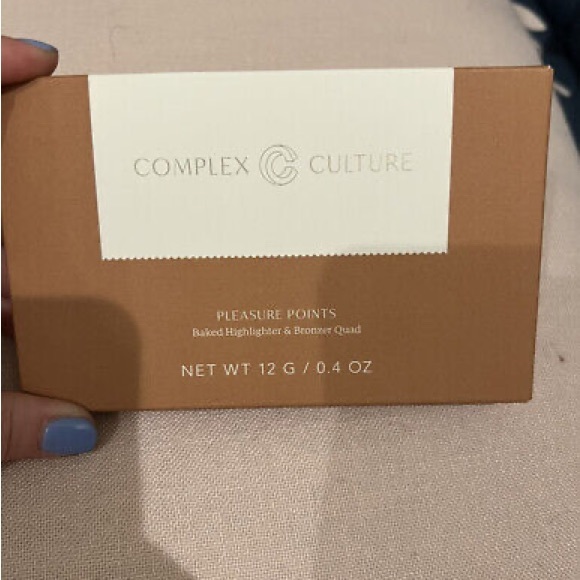 COMPLEX CULTURE
PLEASURE POINTS
Baked Highlighter & Bronzer Quad
NET WT 12 G / 0.4 OZ